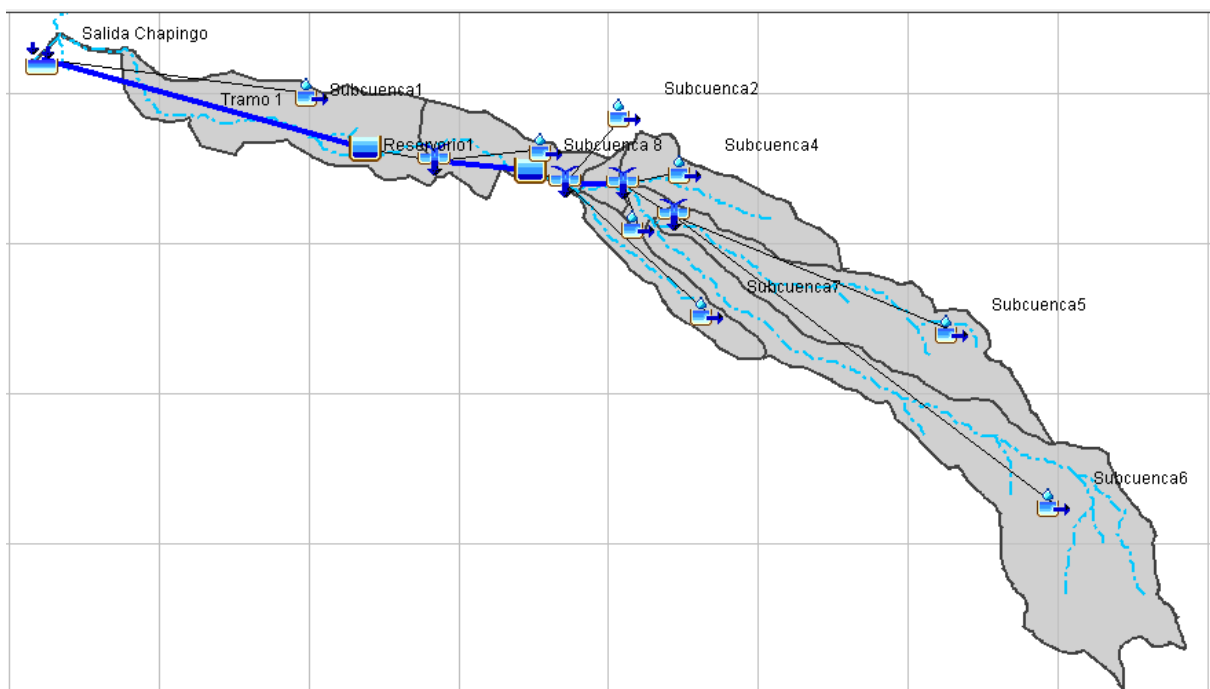 Salida Chapingo
Subcuenca1
Subcuenca2
Tramo 1
Reservorio1
Subcuenca 8
Subcuenca4
Subcuenca7
Subcuenca5
Subcuenca6